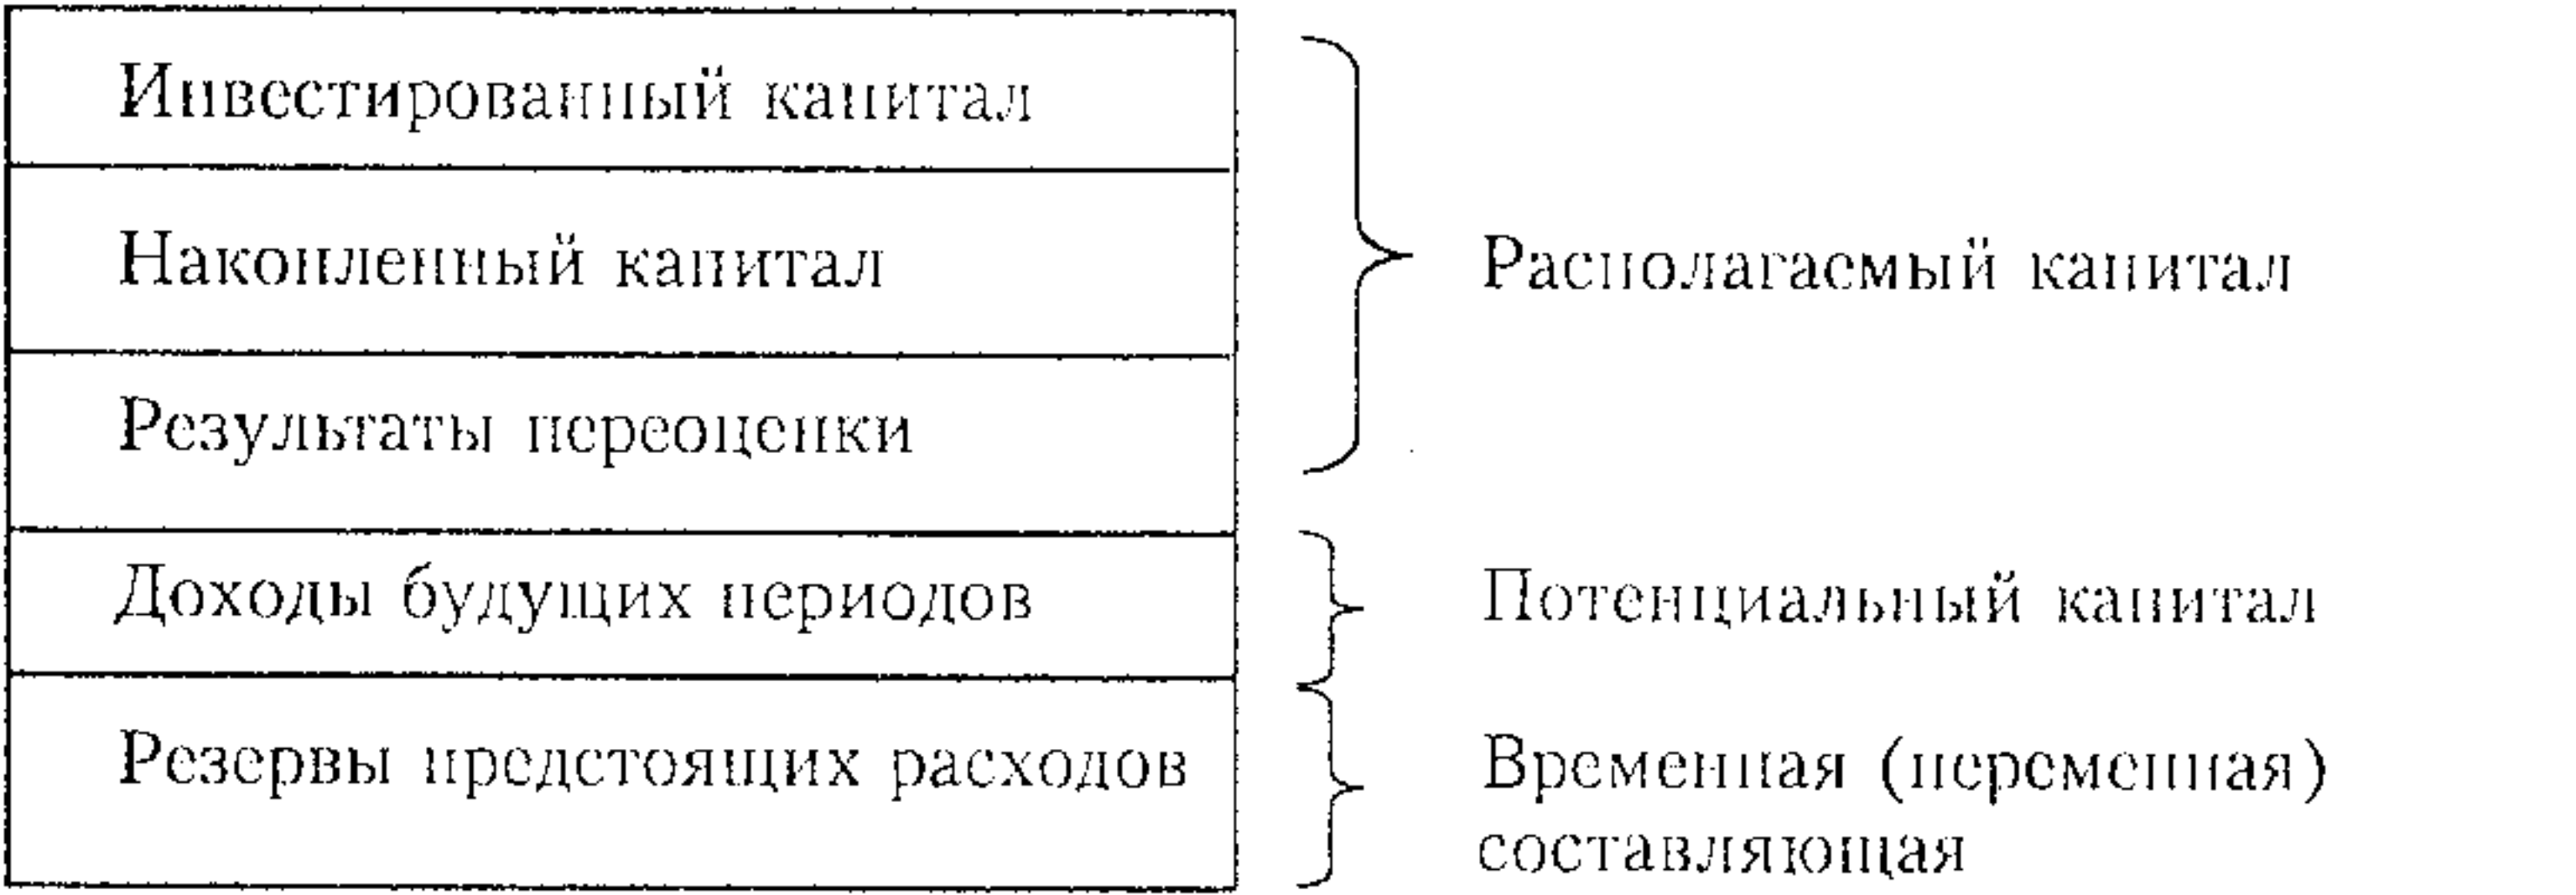 Инвестированный капитал
Накопленный капитал
Располагаемый капитал
Результаты переоценки
Доходы будущих периодов
Потенциальный капитал
Резервы предстоящих расходов
Временная (переменная)
составляющая